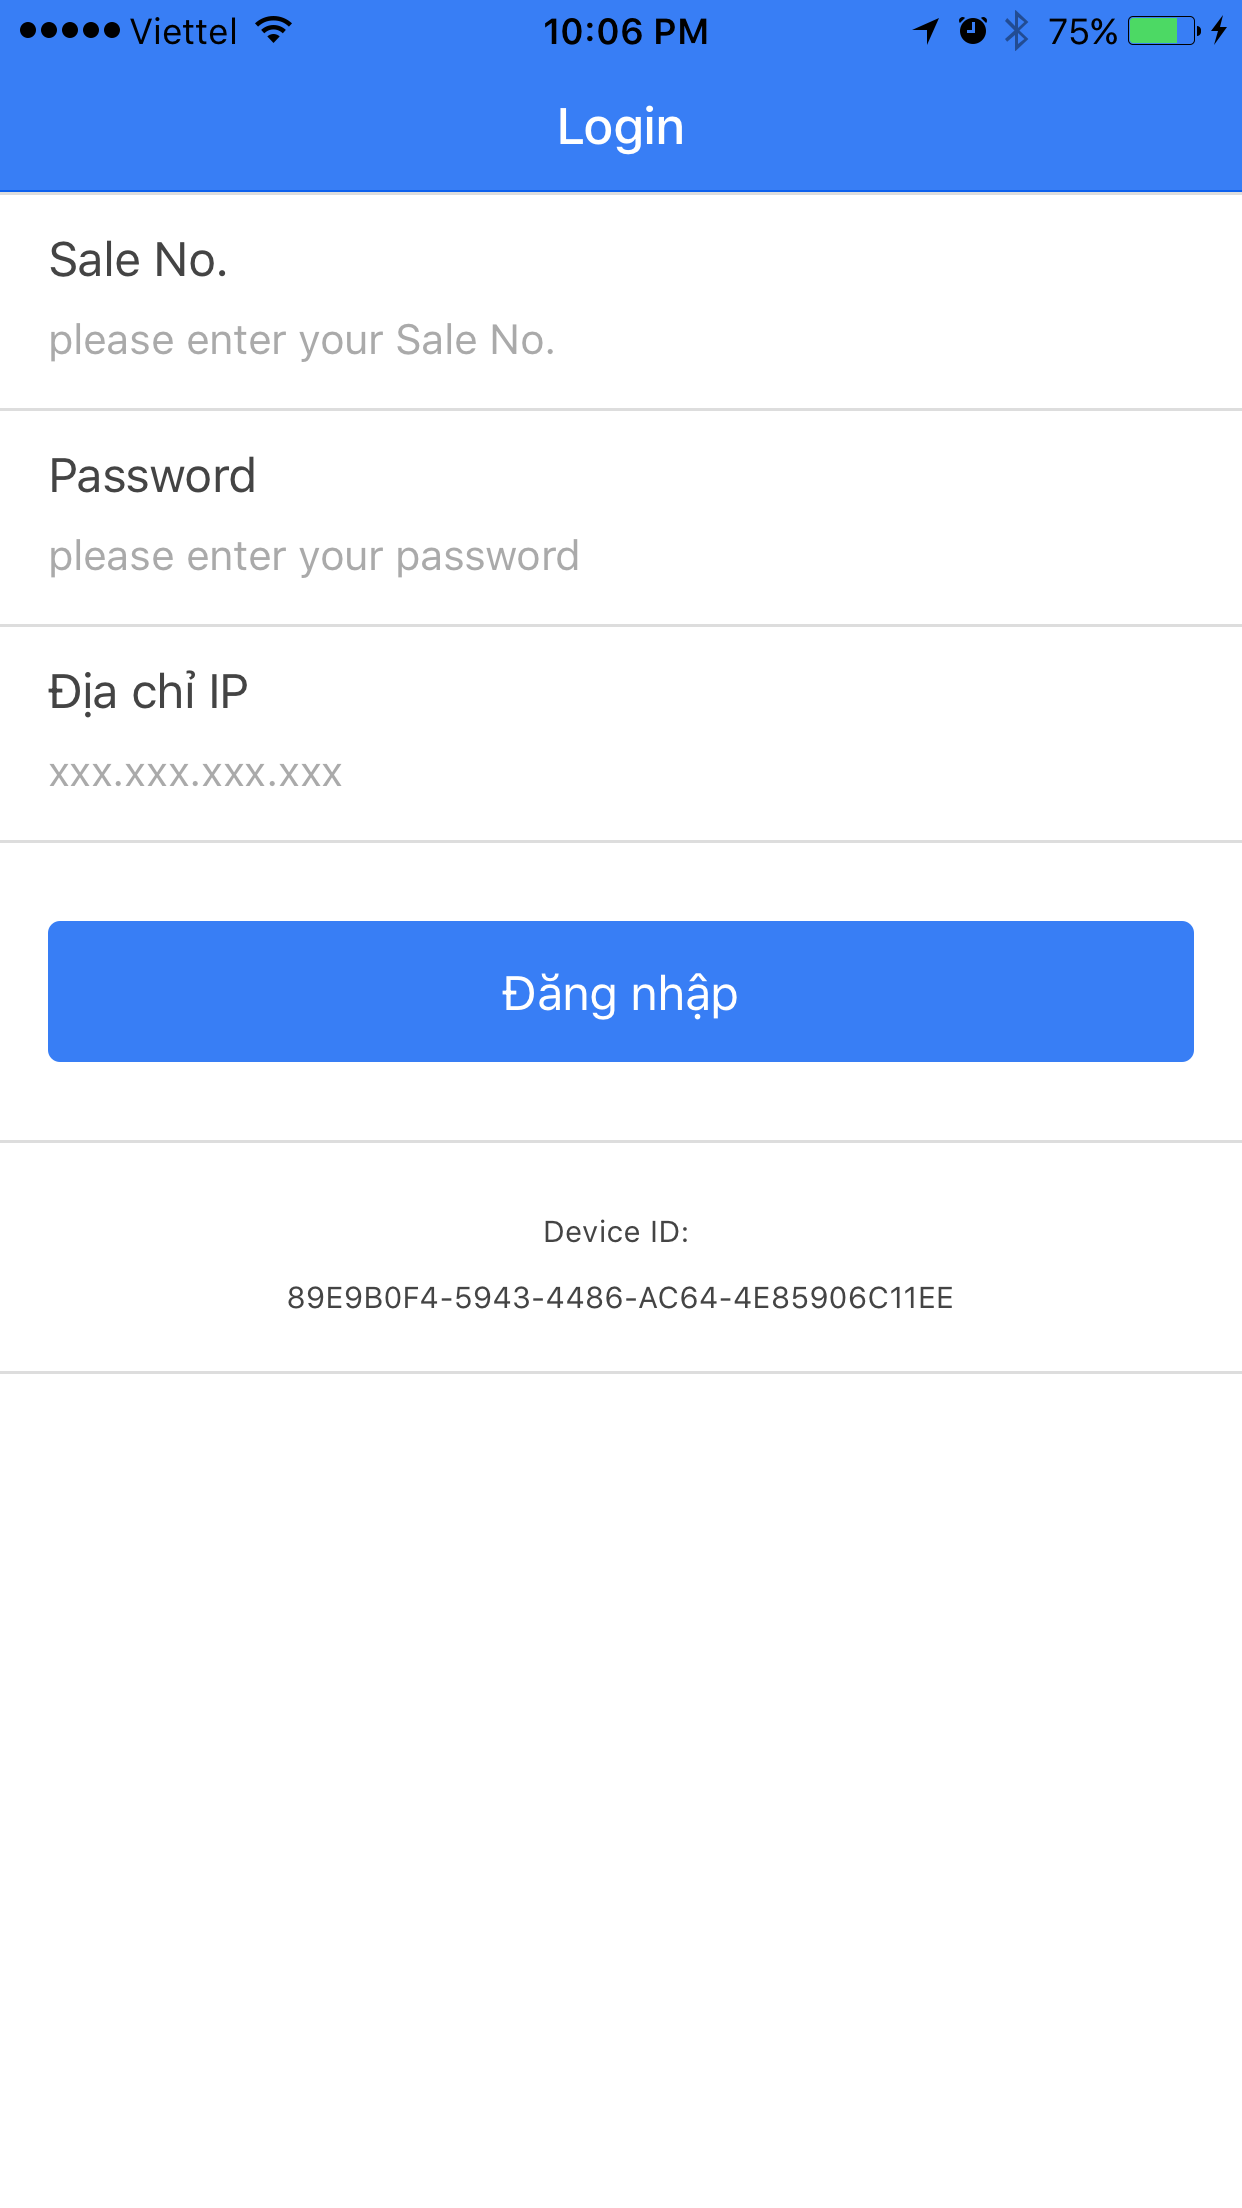 Viettel 10:06 PM 75%
Login
Sale No.
please enter your Sale No.
Password
please enter your password
Địa chỉ IP
xxx.xxx.xxx.xxx
Đăng nhập
Device ID:
89E9B0F4-5943-4486-AC64-4E85906C11EE